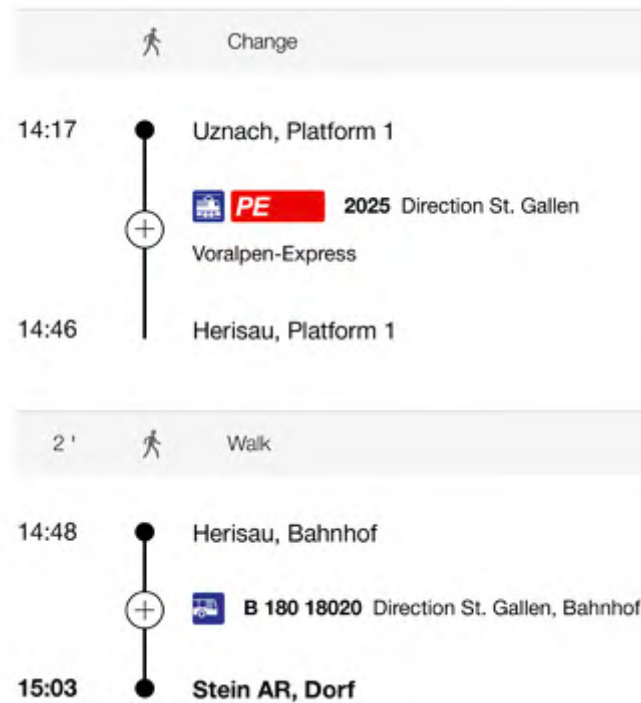 Change
14:17 Uznach, Platform 1
PE 2025 Direction St. Gallen
Voralpen-Express
14:46 Herisau, Platform 1
2 ' Walk
14:48 Herisau, Bahnhof
B 180 18020 Direction St. Gallen, Bahnhof
15:03 Stein AR, Dorf